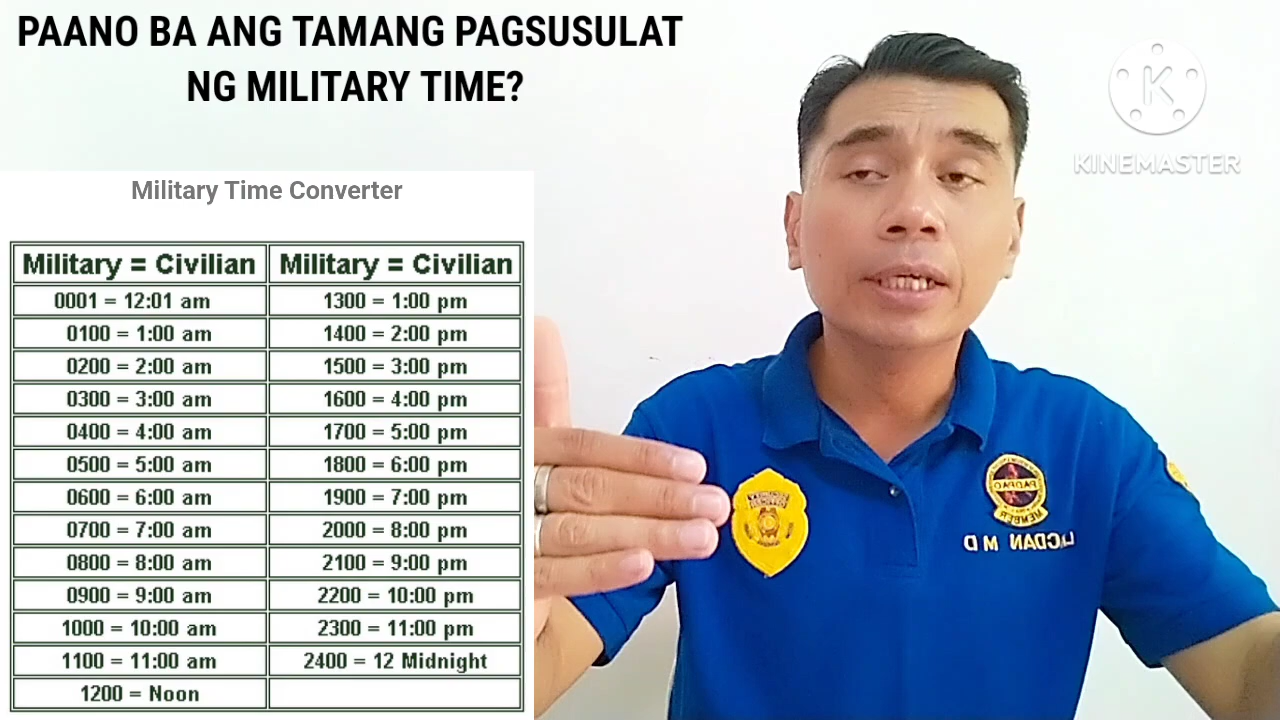 PAANO BA ANG TAMANG PAGSUSULAT
NG MILITARY TIME?
KINEMASTER
Military Time Converter
Military = Civilian
0001 = 12:01 am
0100 = 1:00 am
0200 = 2:00 am
0300 = 3:00 am
0400 = 4:00 am
0500 = 5:00 am
0600 = 6:00 am
0700 = 7:00 am
0800 = 8:00 am
0900 = 9:00 am
1000 = 10:00 am
1100 = 11:00 am
1200 = Noon
Military = Civilian
1300 = 1:00 pm
1400 = 2:00 pm
1500 = 3:00 pm
1600 = 4:00 pm
1700 = 5:00 pm
1800 = 6:00 pm
1900 = 7:00 pm
2000 = 8:00 pm
2100 = 9:00 pm
2200 = 10:00 pm
2300 = 11:00 pm
2400 = 12 Midnight
PADPAO
MEMBER
LACDAN M D